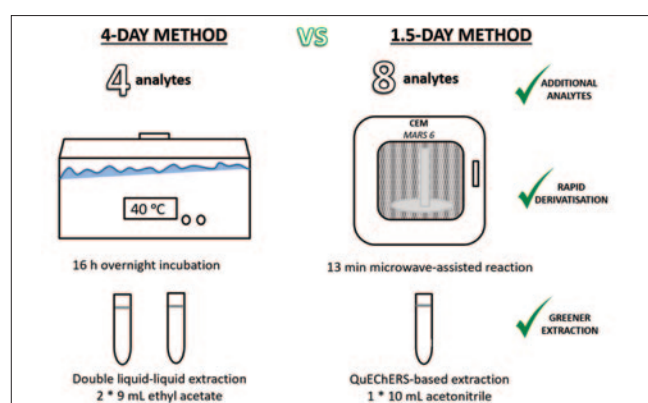 4-DAY METHOD
VS
1.5-DAY METHOD
4 analytes
8 analytes
ADDITIONAL
ANALYTES
CEM
MARS 6
40 ºC
RAPID
DERIVATISATION
16 h overnight incubation
13 min microwave-assisted reaction
GREENER
EXTRACTION
Double liquid-liquid extraction
2 * 9 mL ethyl acetate
QuEChERS-based extraction
1 * 10 mL acetonitrile